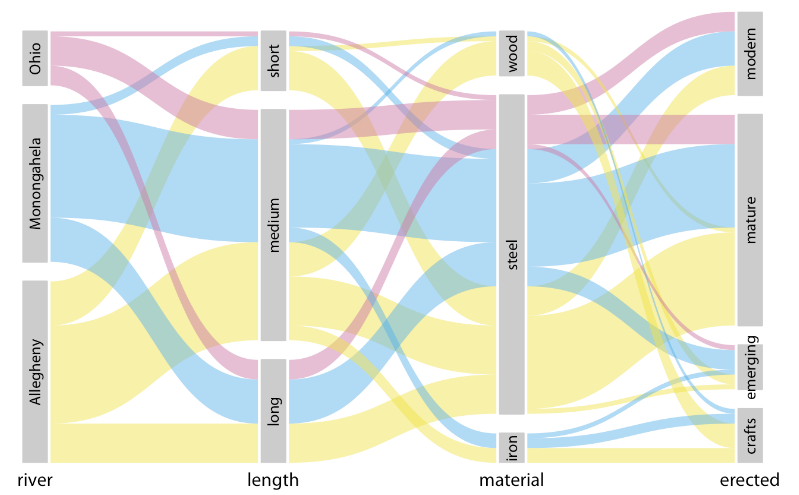 Ohio
Monongahela
Allegheny
short
medium
long
wood
steel
iron
modern
mature
emerging
crafts
river
length
material
erected